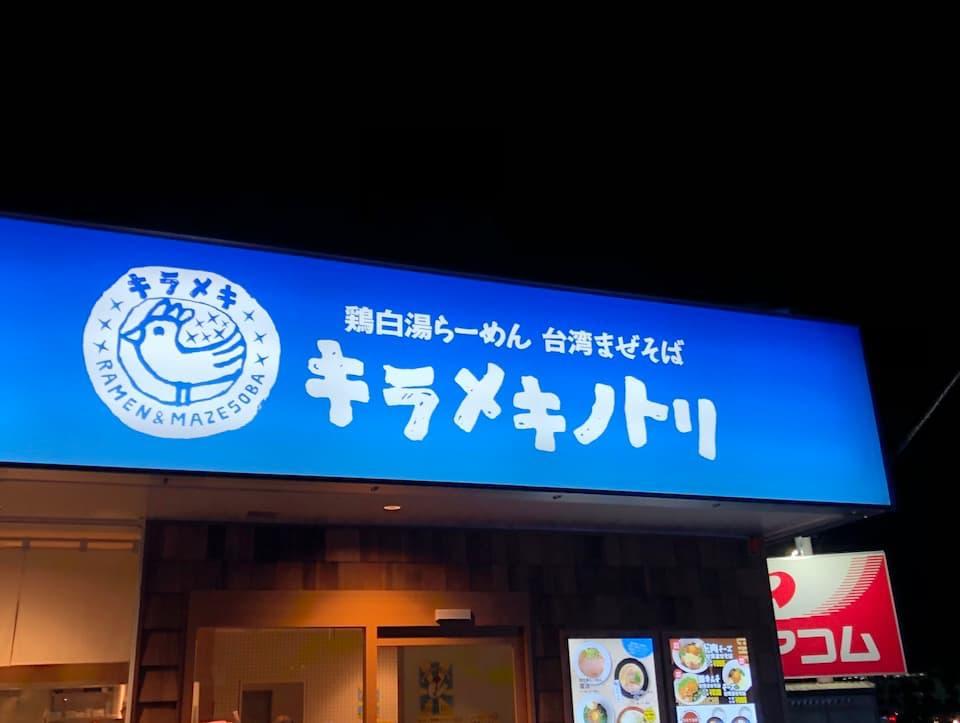 キラメキ
RAMEN & MAZESOBA
鶏白湯らーめん 台湾まぜそば
キラメキノトリ
コム